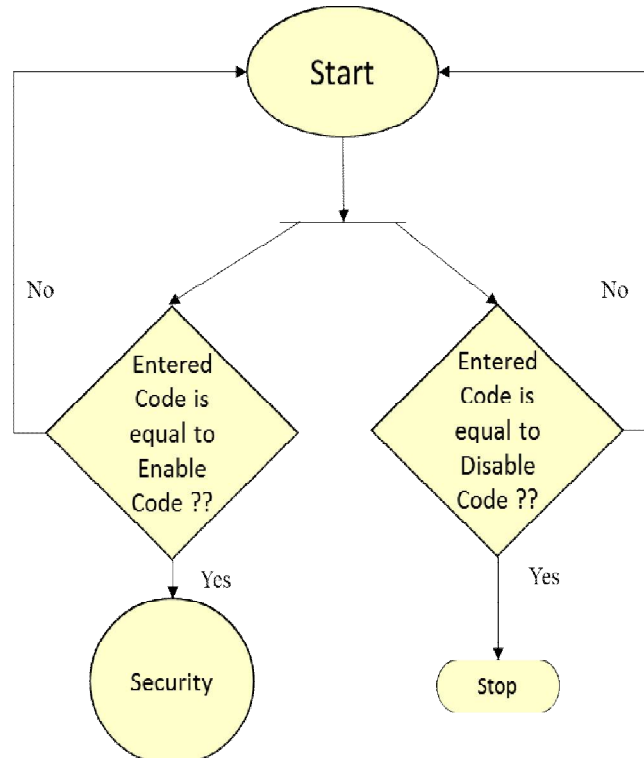 Start
No
No
Entered
Code is
equal to
Enable
Code ??
Entered
Code is
equal to
Disable
Code ??
Yes
Yes
Security
Stop